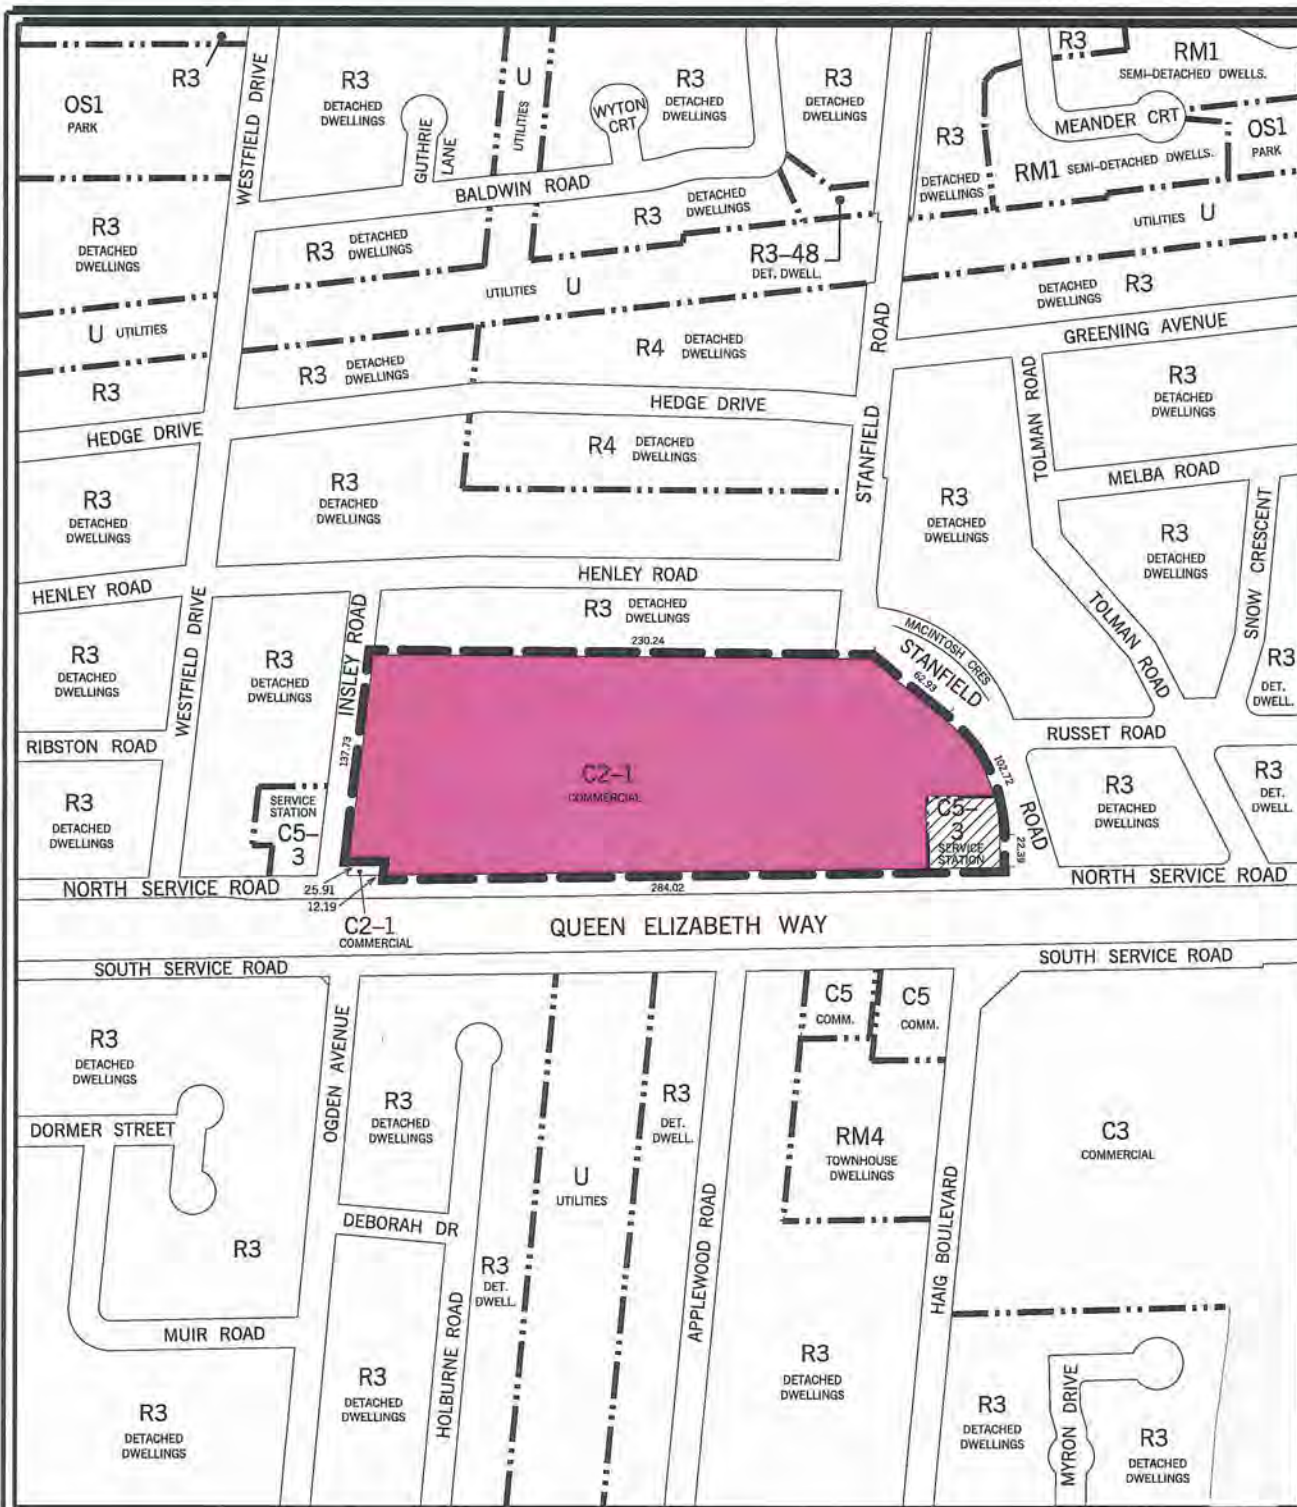 R3
OS1
PARK
WESTFIELD DRIVE
R3
DETACHED
DWELLINGS
GUTHRIE
LANE
U
UTILITIES
WYTON
CRT
R3
DETACHED
DWELLINGS
R3
DETACHED
DWELLINGS
R3
RM1
SEMI-DETACHED DWELLS.
MEANDER CRT
OS1
PARK
R3
DETACHED
DWELLINGS
RM1 SEMI-DETACHED DWELLS.
BALDWIN ROAD
R3
DETACHED
DWELLINGS
R3 DETACHED
DWELLINGS
R3 DETACHED
DWELLINGS
R3-48
DET. DWELL.
UTILITIES U
U UTILITIES
UTILITIES U
DETACHED
DWELLINGS R3
GREENING AVENUE
R3
R3 DETACHED
DWELLINGS
R4 DETACHED
DWELLINGS
STANFIELD ROAD
TOLMAN ROAD
R3
DETACHED
DWELLINGS
HEDGE DRIVE
HEDGE DRIVE
R4 DETACHED
DWELLINGS
MELBA ROAD
R3
DETACHED
DWELLINGS
R3
DETACHED
DWELLINGS
R3
DETACHED
DWELLINGS
R3
DETACHED
DWELLINGS
SNOW CRESCENT
HENLEY ROAD
HENLEY ROAD
WESTFIELD DRIVE
INSLEY ROAD
R3 DETACHED
DWELLINGS
230.24
MACINTOSH CRES
STANFIELD
62.93
TOLMAN ROAD
R3
DETACHED
DWELLINGS
R3
DETACHED
DWELLINGS
R3
DET.
DWELL.
RIBSTON ROAD
137.73
RUSSET ROAD
102.72
ROAD
22.39
C2-1
COMMERCIAL
R3
DETACHED
DWELLINGS
SERVICE
STATION
C5-
3
C5-
3
SERVICE
STATION
R3
DETACHED
DWELLINGS
R3
DET.
DWELL.
NORTH SERVICE ROAD
25.91
12.19
284.02
NORTH SERVICE ROAD
C2-1
COMMERCIAL
QUEEN ELIZABETH WAY
SOUTH SERVICE ROAD
SOUTH SERVICE ROAD
R3
DETACHED
DWELLINGS
OGDEN AVENUE
C5
COMM.
C5
COMM.
R3
DETACHED
DWELLINGS
R3
DET.
DWELL.
DORMER STREET
U
UTILITIES
RM4
TOWNHOUSE
DWELLINGS
C3
COMMERCIAL
APPLEWOOD ROAD
HAIG BOULEVARD
DEBORAH DR
R3
R3
DET.
DWELL.
HOLBURNE ROAD
MUIR ROAD
R3
DETACHED
DWELLINGS
R3
DETACHED
DWELLINGS
R3
DETACHED
DWELLINGS
R3
DETACHED
DWELLINGS
MYRON DRIVE
R3
DETACHED
DWELLINGS